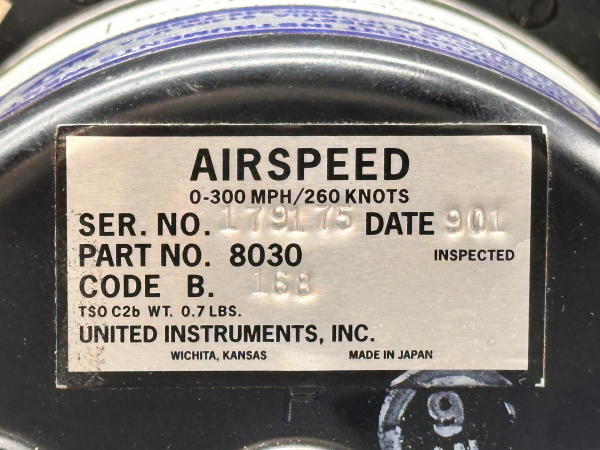 AIRSPEED
0-300 MPH/260 KNOTS
SER. NO. 179175 DATE 901
PART NO. 8030 INSPECTED
CODE B. 168
TSO C2b WT. 0.7 LBS.
UNITED INSTRUMENTS, INC.
WICHITA, KANSAS MADE IN JAPAN
9